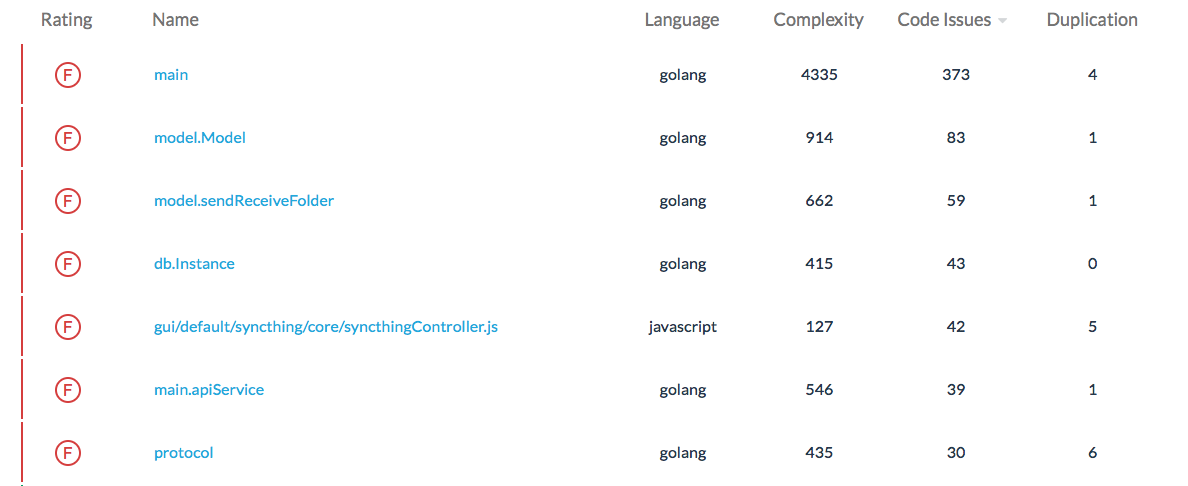 Rating Name Language Complexity Code Issues Duplication
F main golang 4335 373 4
F model.Model golang 914 83 1
F model.sendReceiveFolder golang 662 59 1
F db.Instance golang 415 43 0
F gui/default/syncthing/core/syncthingController.js javascript 127 42 5
F main.apiService golang 546 39 1
F protocol golang 435 30 6